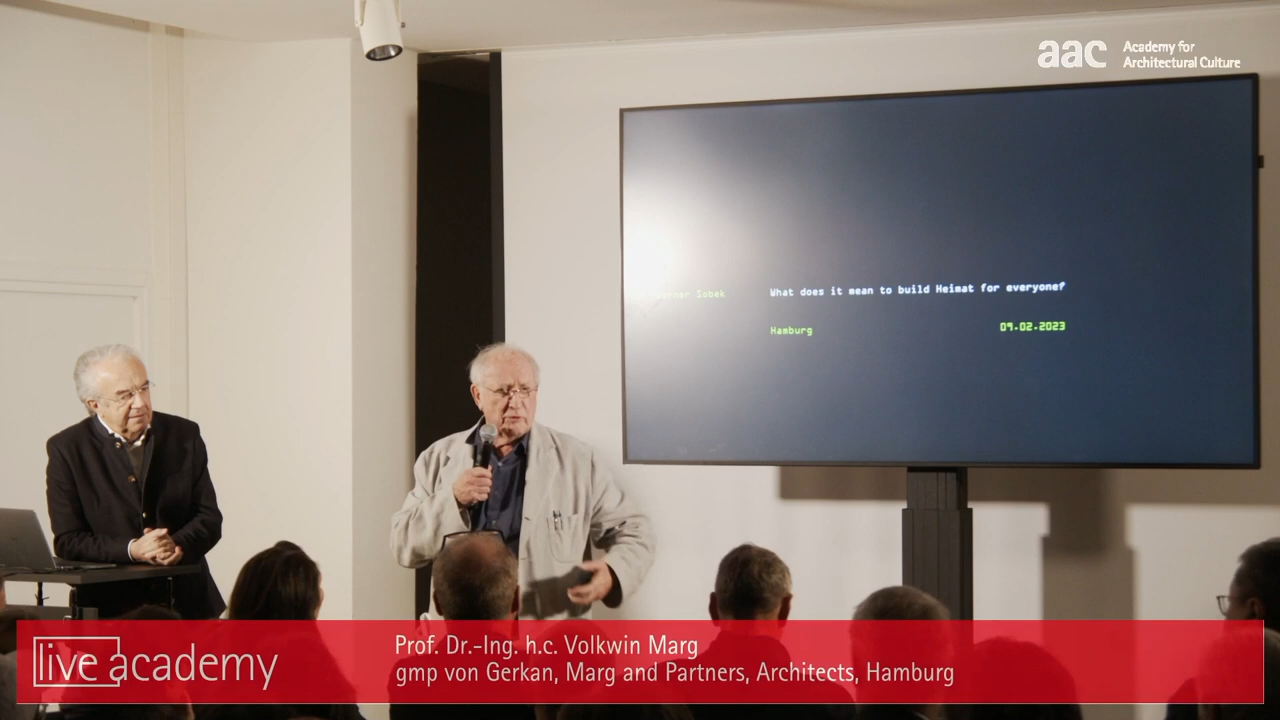 aac
Academy for
Architectural Culture
Sobek
What does it mean to build Heimat for everyone?
Hamburg
09.02.2023
live academy
Prof. Dr.-Ing. h.c. Volkwin Marg
gmp von Gerkan, Marg and Partners, Architects, Hamburg